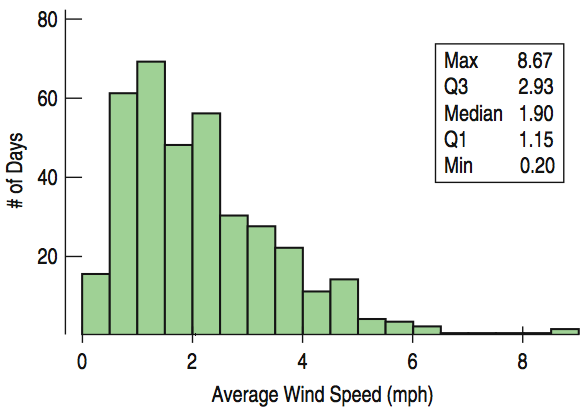 80
60
40
20
# of Days
Max 8.67
Q3 2.93
Median 1.90
Q1 1.15
Min 0.20
0 2 4 6 8
Average Wind Speed (mph)